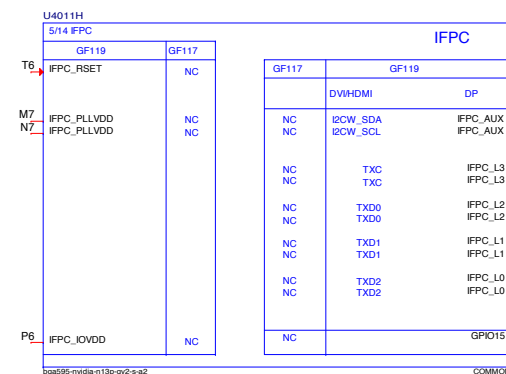 U4011H
5/14 IFPC
IFPC
GF119 GF117
T6 IFPC_RSET NC
GF117 GF119
DVI/HDMI DP
M7 IFPC_PLLVDD NC NC I2CW_SDA IFPC_AUX
N7 IFPC_PLLVDD NC NC I2CW_SCL IFPC_AUX
NC TXC IFPC_L3
NC TXC IFPC_L3
NC TXD0 IFPC_L2
NC TXD0 IFPC_L2
NC TXD1 IFPC_L1
NC TXD1 IFPC_L1
NC TXD2 IFPC_L0
NC TXD2 IFPC_L0
P6 IFPC_IOVDD NC NC GPIO15
bga595-nvidia-n13p-gv2-s-a2 COMMO